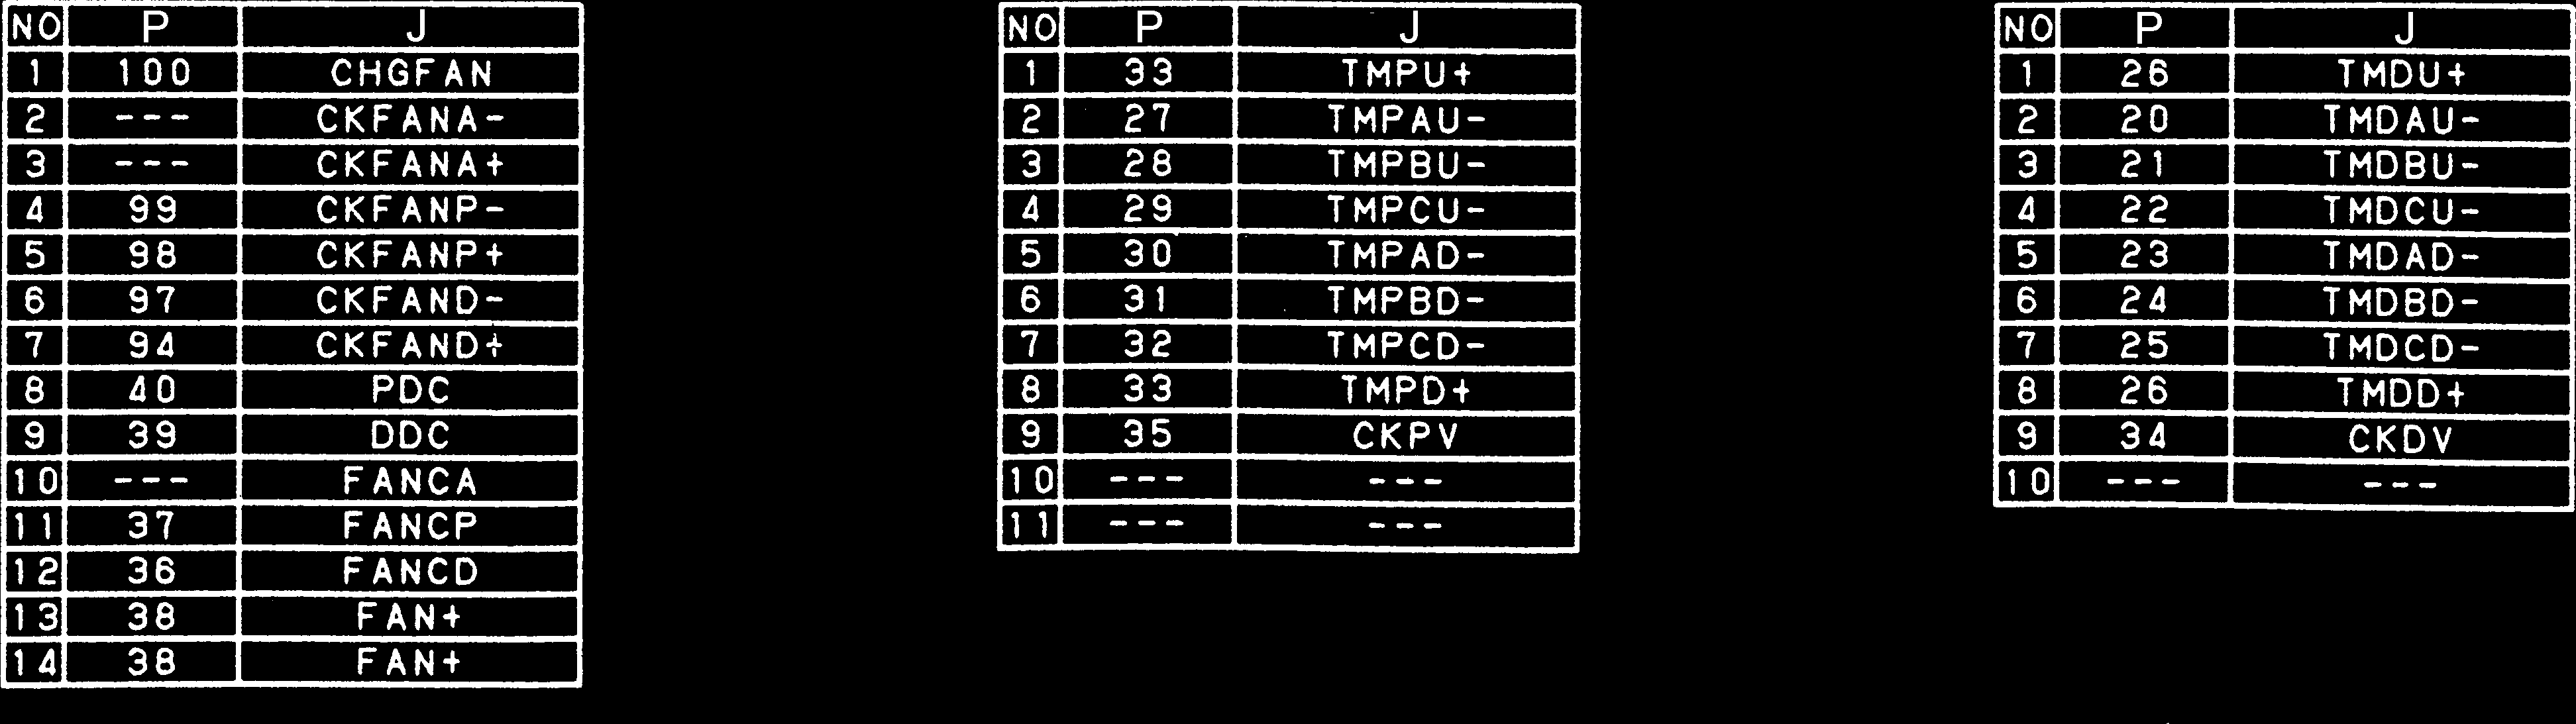 NO P J
1 100 CHGFAN
2 --- CKFANA-
3 --- CKFANA+
4 99 CKFANP-
5 98 CKFANP+
6 97 CKFAND-
7 94 CKFAND+
8 40 PDC
9 39 DDC
10 --- FANCA
11 37 FANCP
12 36 FANCD
13 38 FAN+
14 38 FAN+
NO P J
1 33 TMPU+
2 27 TMPAU-
3 28 TMPBU-
4 29 TMPCU-
5 30 TMPAD-
6 31 TMPBD-
7 32 TMPCD-
8 33 TMPD+
9 35 CKPV
10 --- ---
11 --- ---
NO P J
1 26 TMDU+
2 20 TMDAU-
3 21 TMDBU-
4 22 TMDCU-
5 23 TMDAD-
6 24 TMDBD-
7 25 TMDCD-
8 26 TMDD+
9 34 CKDV
10 --- ---